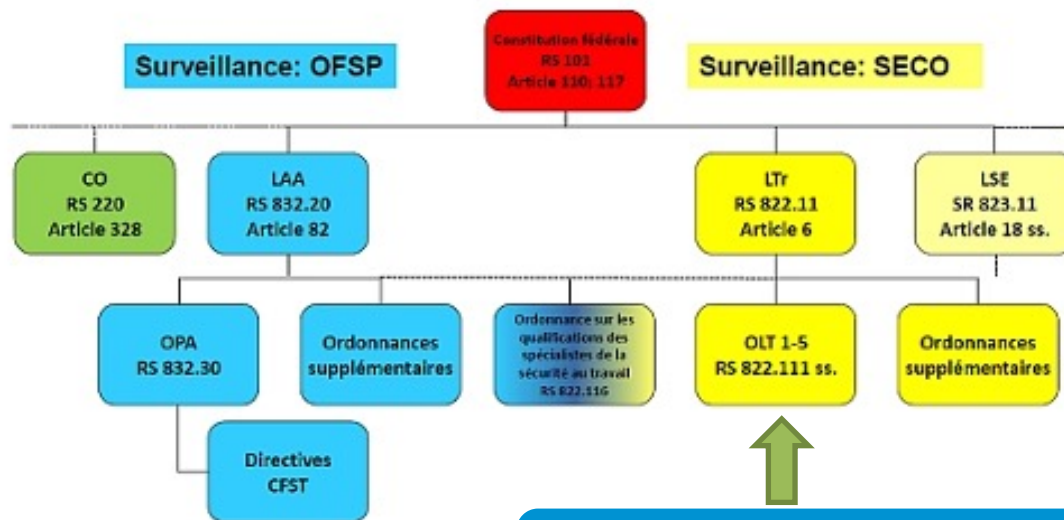 Constitution fédérale
RS 101
Article 110; 117
Surveillance: OFSP
Surveillance: SECO
CO
RS 220
Article 328
LAA
RS 832.20
Article 82
LTr
RS 822.11
Article 6
LSE
SR 823.11
Article 18 ss.
OPA
RS 832.30
Ordonnances
supplémentaires
Ordonnance sur les
qualifications des
spécialistes de la
sécurité au travail
RS 822.116
OLT 1-5
RS 822.111 ss.
Ordonnances
supplémentaires
Directives
CFST